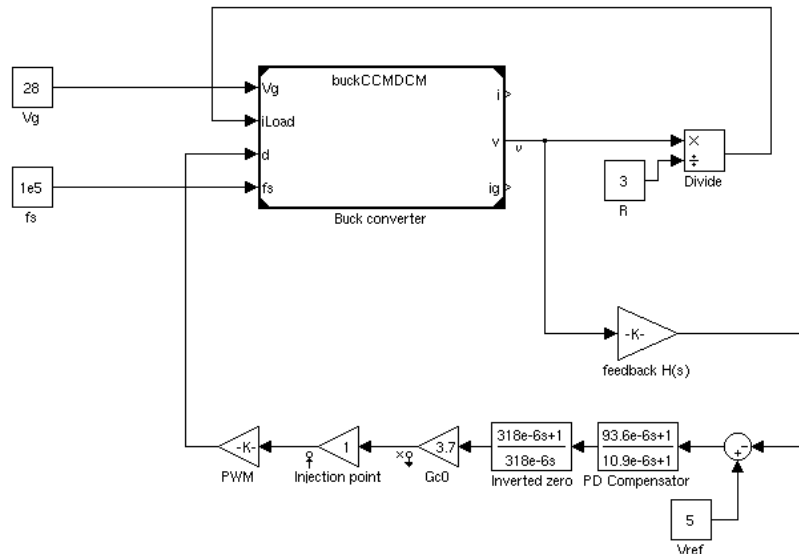 buckCCMDCM
28
Vg
Vg
i
iLoad
d
v
υ
×
÷
Divide
3
R
1e5
fs
fs
ig
Buck converter
-K-
feedback H(s)
318e-6s+1
318e-6s
93.6e-6s+1
10.9e-6s+1
-K-
1
3.7
PWM
Injection point
Gc0
Inverted zero
PD Compensator
−
+
5
Vref